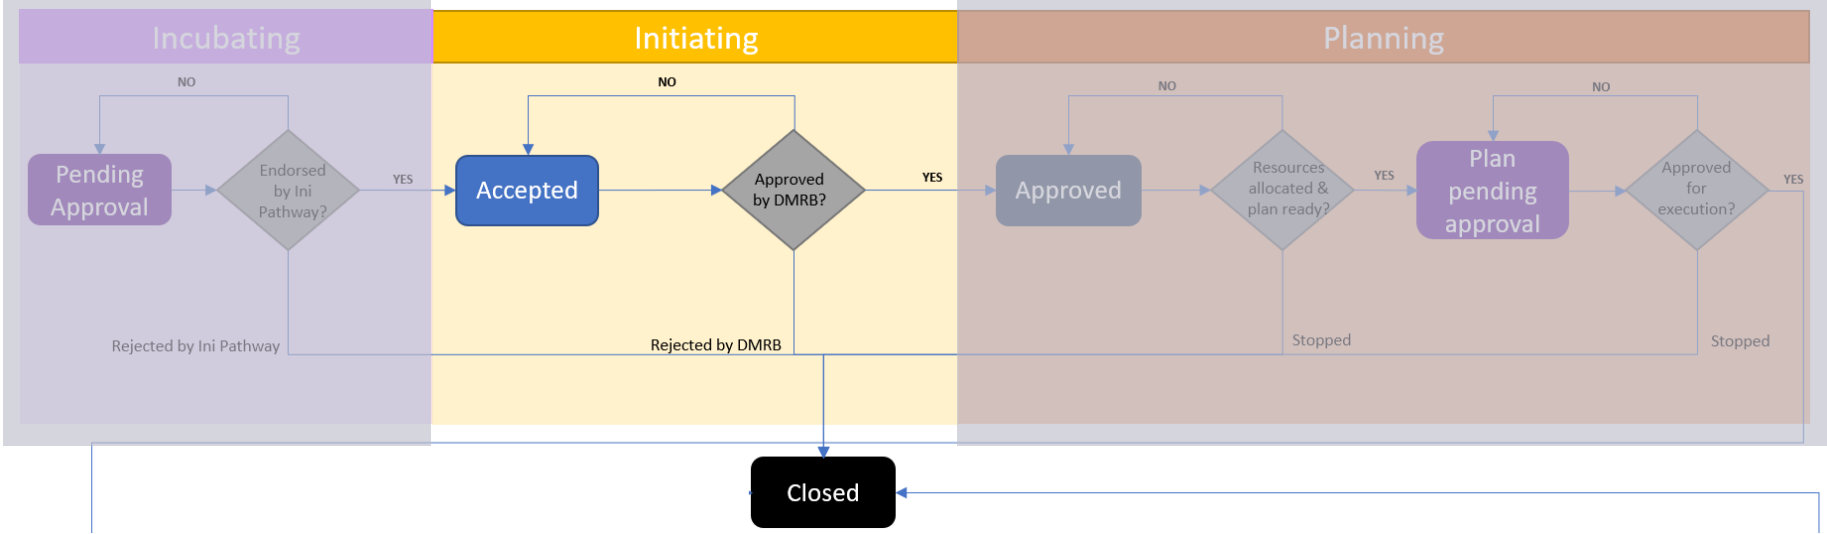 Incubating
Initiating
Planning
NO
NO
NO
NO
Pending
Approval
Endorsed
by Ini
Pathway?
YES
Accepted
Approved
by DMRB?
YES
Approved
Resources
allocated &
plan ready?
YES
Plan
pending
approval
Approved
for
execution?
YES
Rejected by Ini Pathway
Rejected by DMRB
Stopped
Stopped
Closed